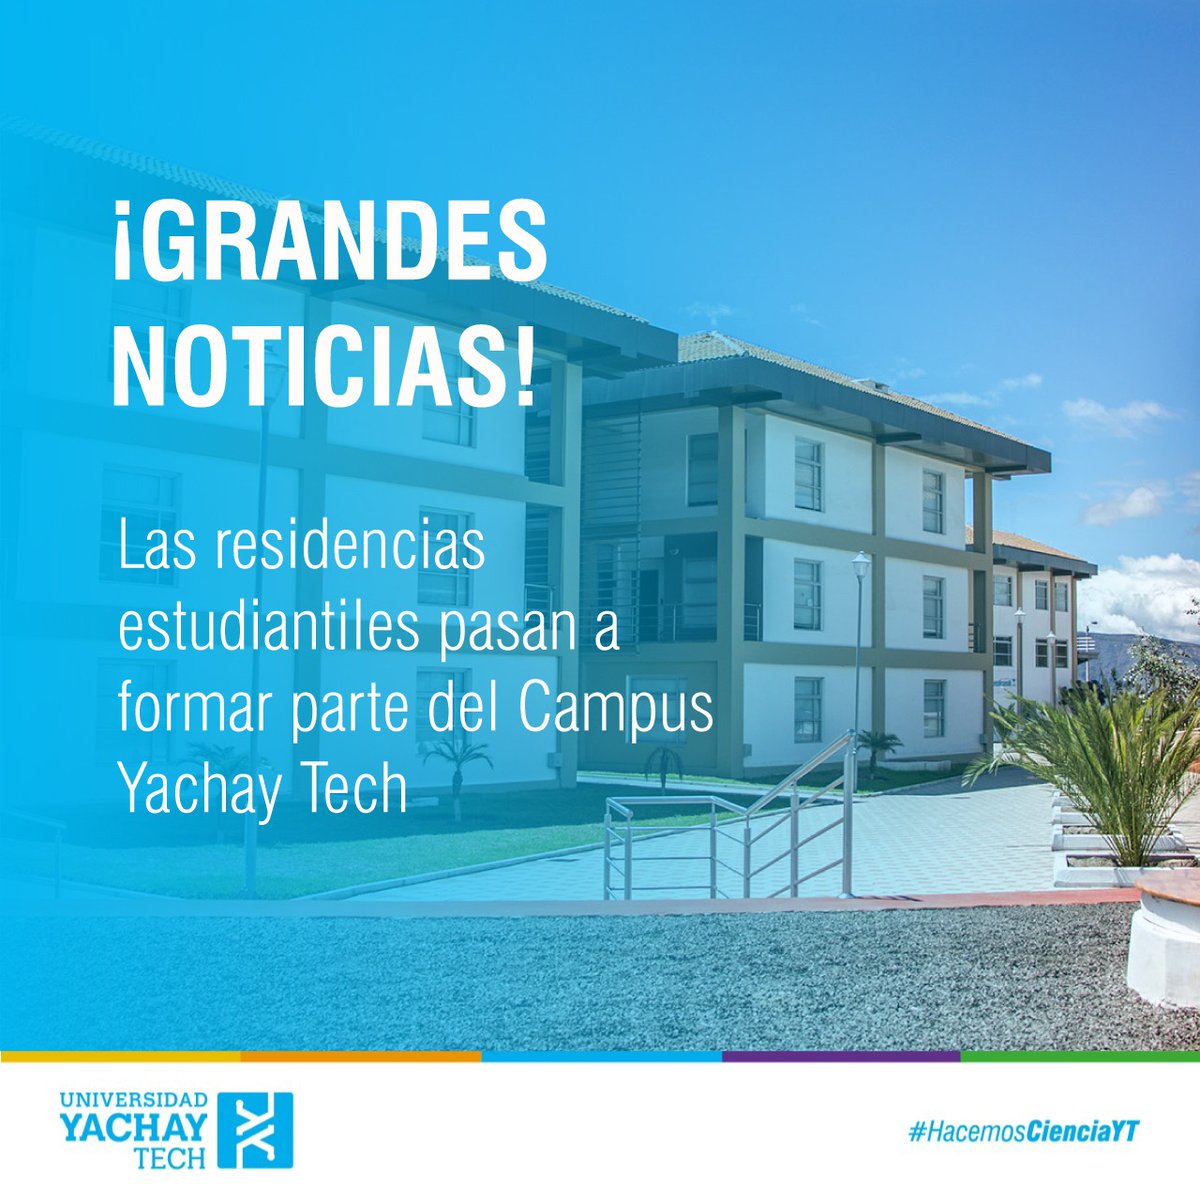 ¡GRANDES
NOTICIAS!
Las residencias
estudiantiles pasan a
formar parte del Campus
Yachay Tech
UNIVERSIDAD
YACHAY
TECH
#HacemosCienciaYT